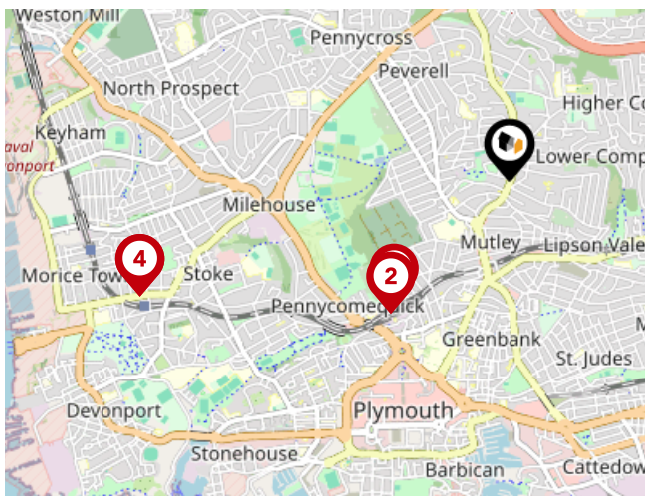 Weston Mill
Pennycross
Peverell
North Prospect
Higher Co
Keyham
aval
onport
Lower Comp
Milehouse
Mutley
Lipson Vale
4
Morice Tow
Stoke
2
Pennycomequick
Greenbank
M
St. Judes
Devonport
Plymouth
Stonehouse
Barbican
Cattedow